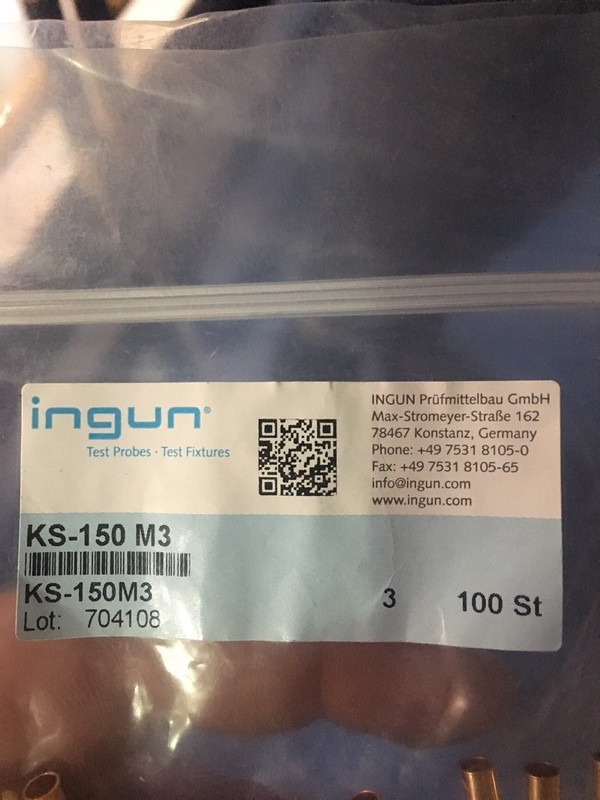 ingun®
Test Probes · Test Fixtures
INGUN Prüfmittelbau GmbH
Max-Stromeyer-Straße 162
78467 Konstanz, Germany
Phone: +49 7531 8105-0
Fax: +49 7531 8105-65
info@ingun.com
www.ingun.com
KS-150 M3
KS-150M3
3
100 St
Lot: 704108